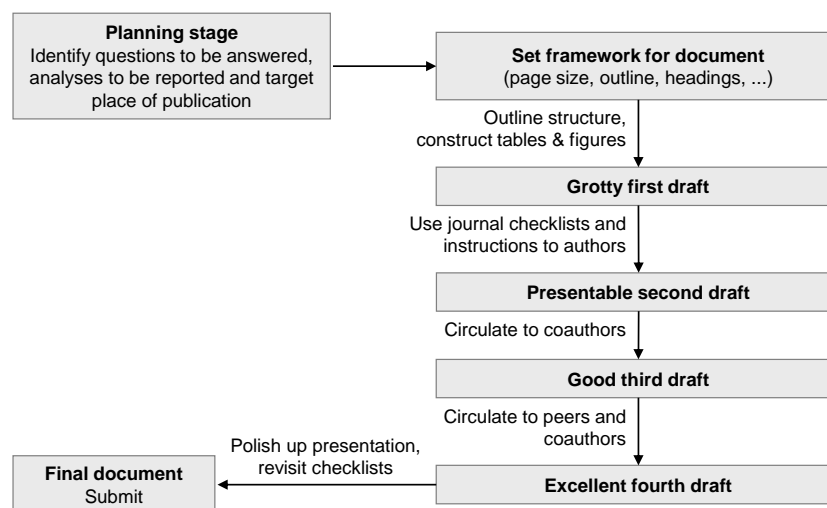 Planning stage
Identify questions to be answered,
analyses to be reported and target
place of publication
Set framework for document
(page size, outline, headings, ...)
Outline structure,
construct tables & figures
Grotty first draft
Use journal checklists and
instructions to authors
Presentable second draft
Circulate to coauthors
Good third draft
Circulate to peers and
coauthors
Excellent fourth draft
Polish up presentation,
revisit checklists
Final document
Submit